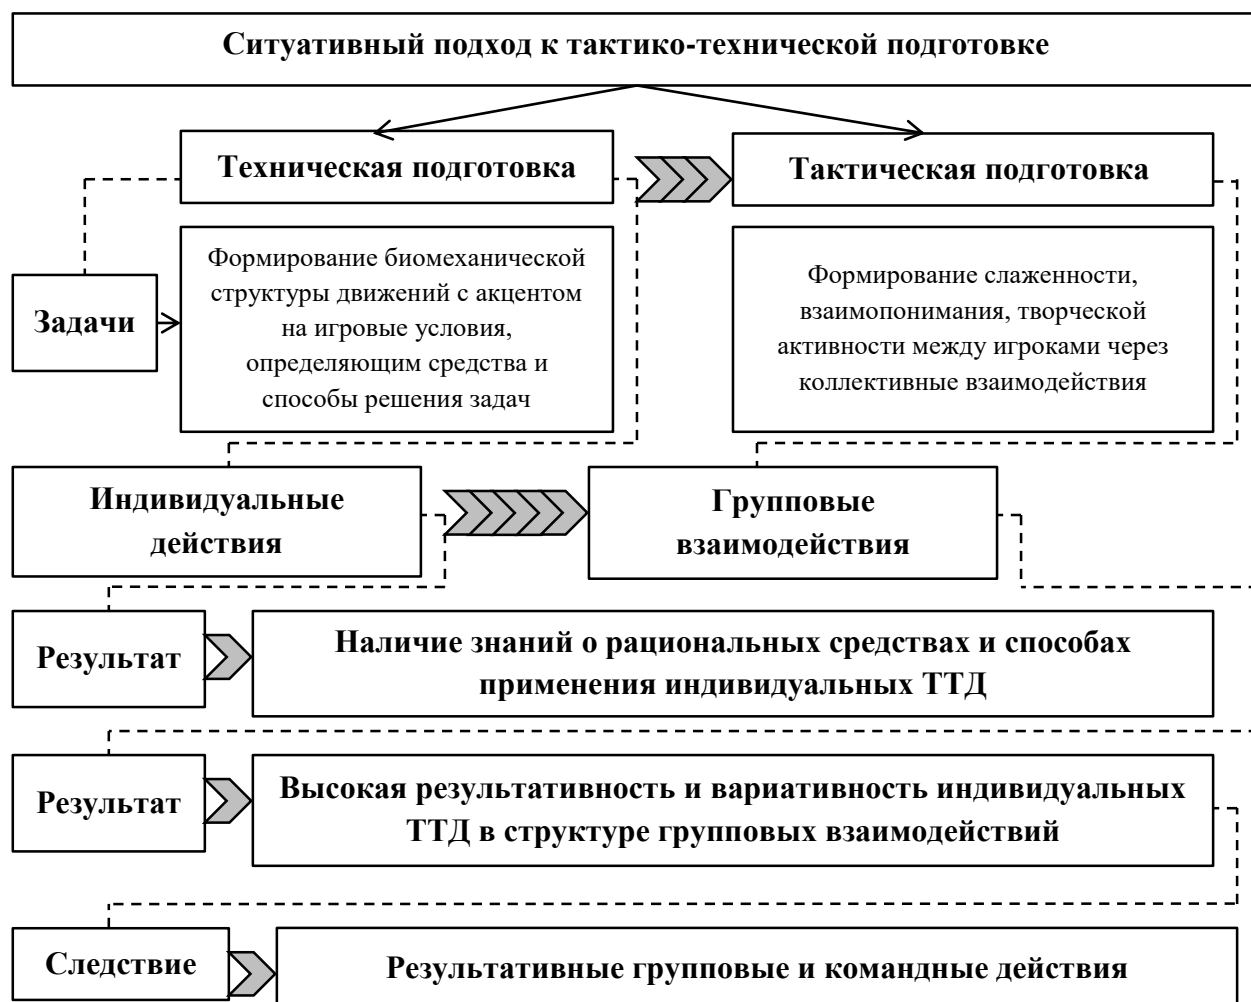 Ситуативный подход к тактико-технической подготовке
Техническая подготовка
Тактическая подготовка
Задачи
Формирование биомеханической
структуры движений с акцентом
на игровые условия,
определяющим средства и
способы решения задач
Формирование слаженности,
взаимопонимания, творческой
активности между игроками через
коллективные взаимодействия
Индивидуальные
действия
Групповые
взаимодействия
Результат
Наличие знаний о рациональных средствах и способах
применения индивидуальных ТТД
Результат
Высокая результативность и вариативность индивидуальных
ТТД в структуре групповых взаимодействий
Следствие
Результативные групповые и командные действия